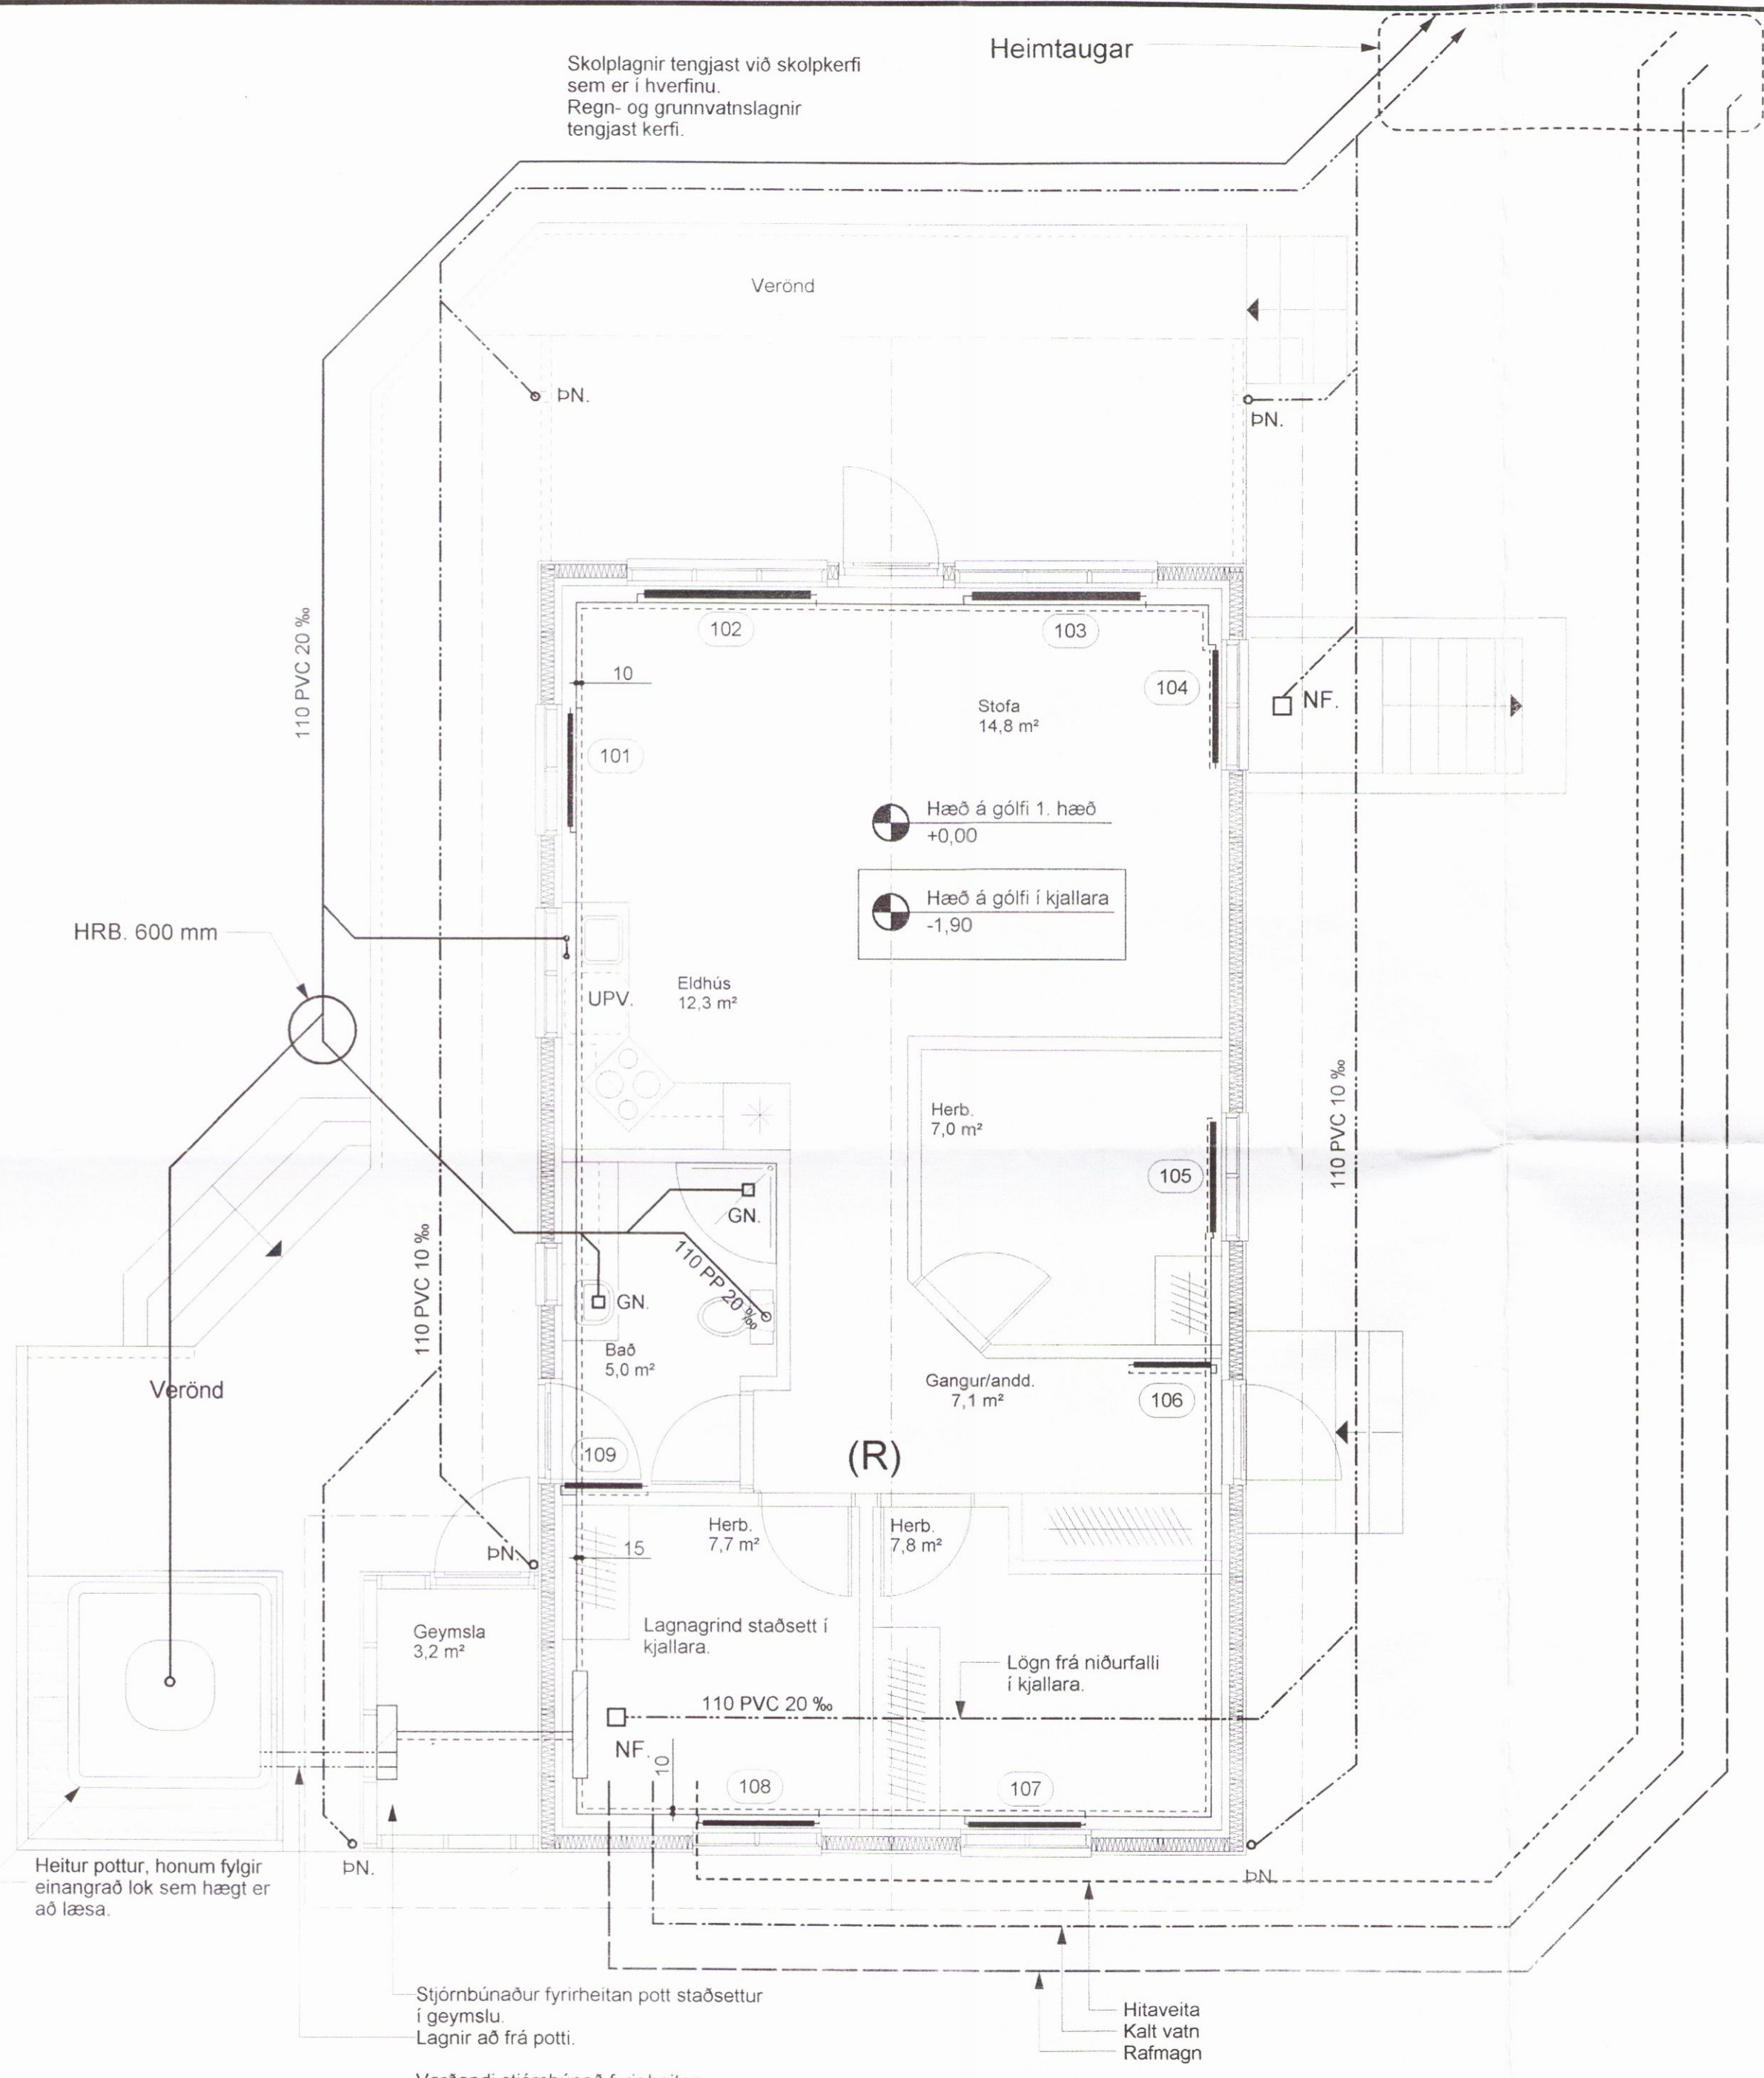 Skolplagnir tengjast við skolpkerfi
sem er í hverfinu.
Regn- og grunnvatnslagnir
tengjast kerfi.
Heimtaugar
Verönd
ÞN.
ÞN.
110 PVC 20 ‰
102
103
10
104
Stofa
14,8 m²
NF.
101
Hæð á gólfi 1. hæð
+0,00
Hæð á gólfi í kjallara
-1,90
HRB. 600 mm
Eldhús
12,3 m²
UPV.
Herb.
7,0 m²
110 PVC 10 ‰
105
GN.
110 PP 20 ‰
110 PVC 10 ‰
GN.
Bað
5,0 m²
Verönd
Gangur/andd.
7,1 m²
106
109
(R)
Herb.
7,7 m²
Herb.
7,8 m²
ÞN.
15
Geymsla
3,2 m²
Lagnagrind staðsett í
kjallara.
Lögn frá niðurfalli
í kjallara.
110 PVC 20 ‰
NF.
10
108
107
Heitur pottur, honum fylgir
einangrað lok sem hægt er
að læsa.
ÞN.
ÞN.
Stjórnbúnaður fyrirheitan pott staðsettur
í geymslu.
Lagnir að frá potti.
Hitaveita
Kalt vatn
Rafmagn